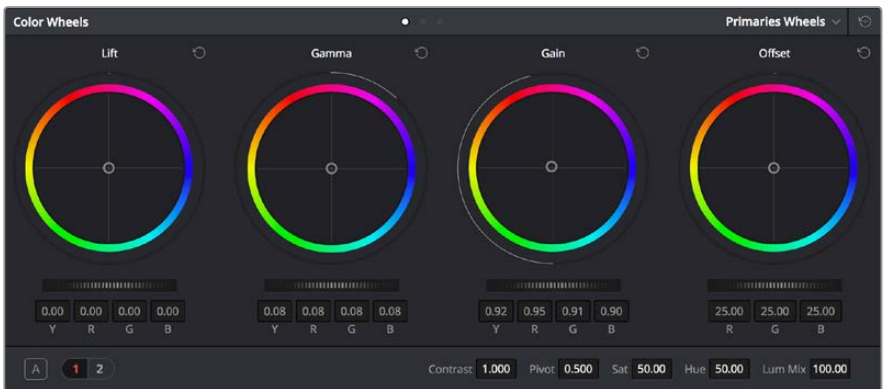 Color Wheels Primaries Wheels
Lift Gamma Gain Offset
0.00 0.00 0.00 0.00 0.08 0.08 0.08 0.08 0.92 0.95 0.91 0.90 25.00 25.00 25.00
Y R G B Y R G B Y R G B R G B
A 1 2 Contrast 1.000 Pivot 0.500 Sat 50.00 Hue 50.00 Lum Mix 100.00